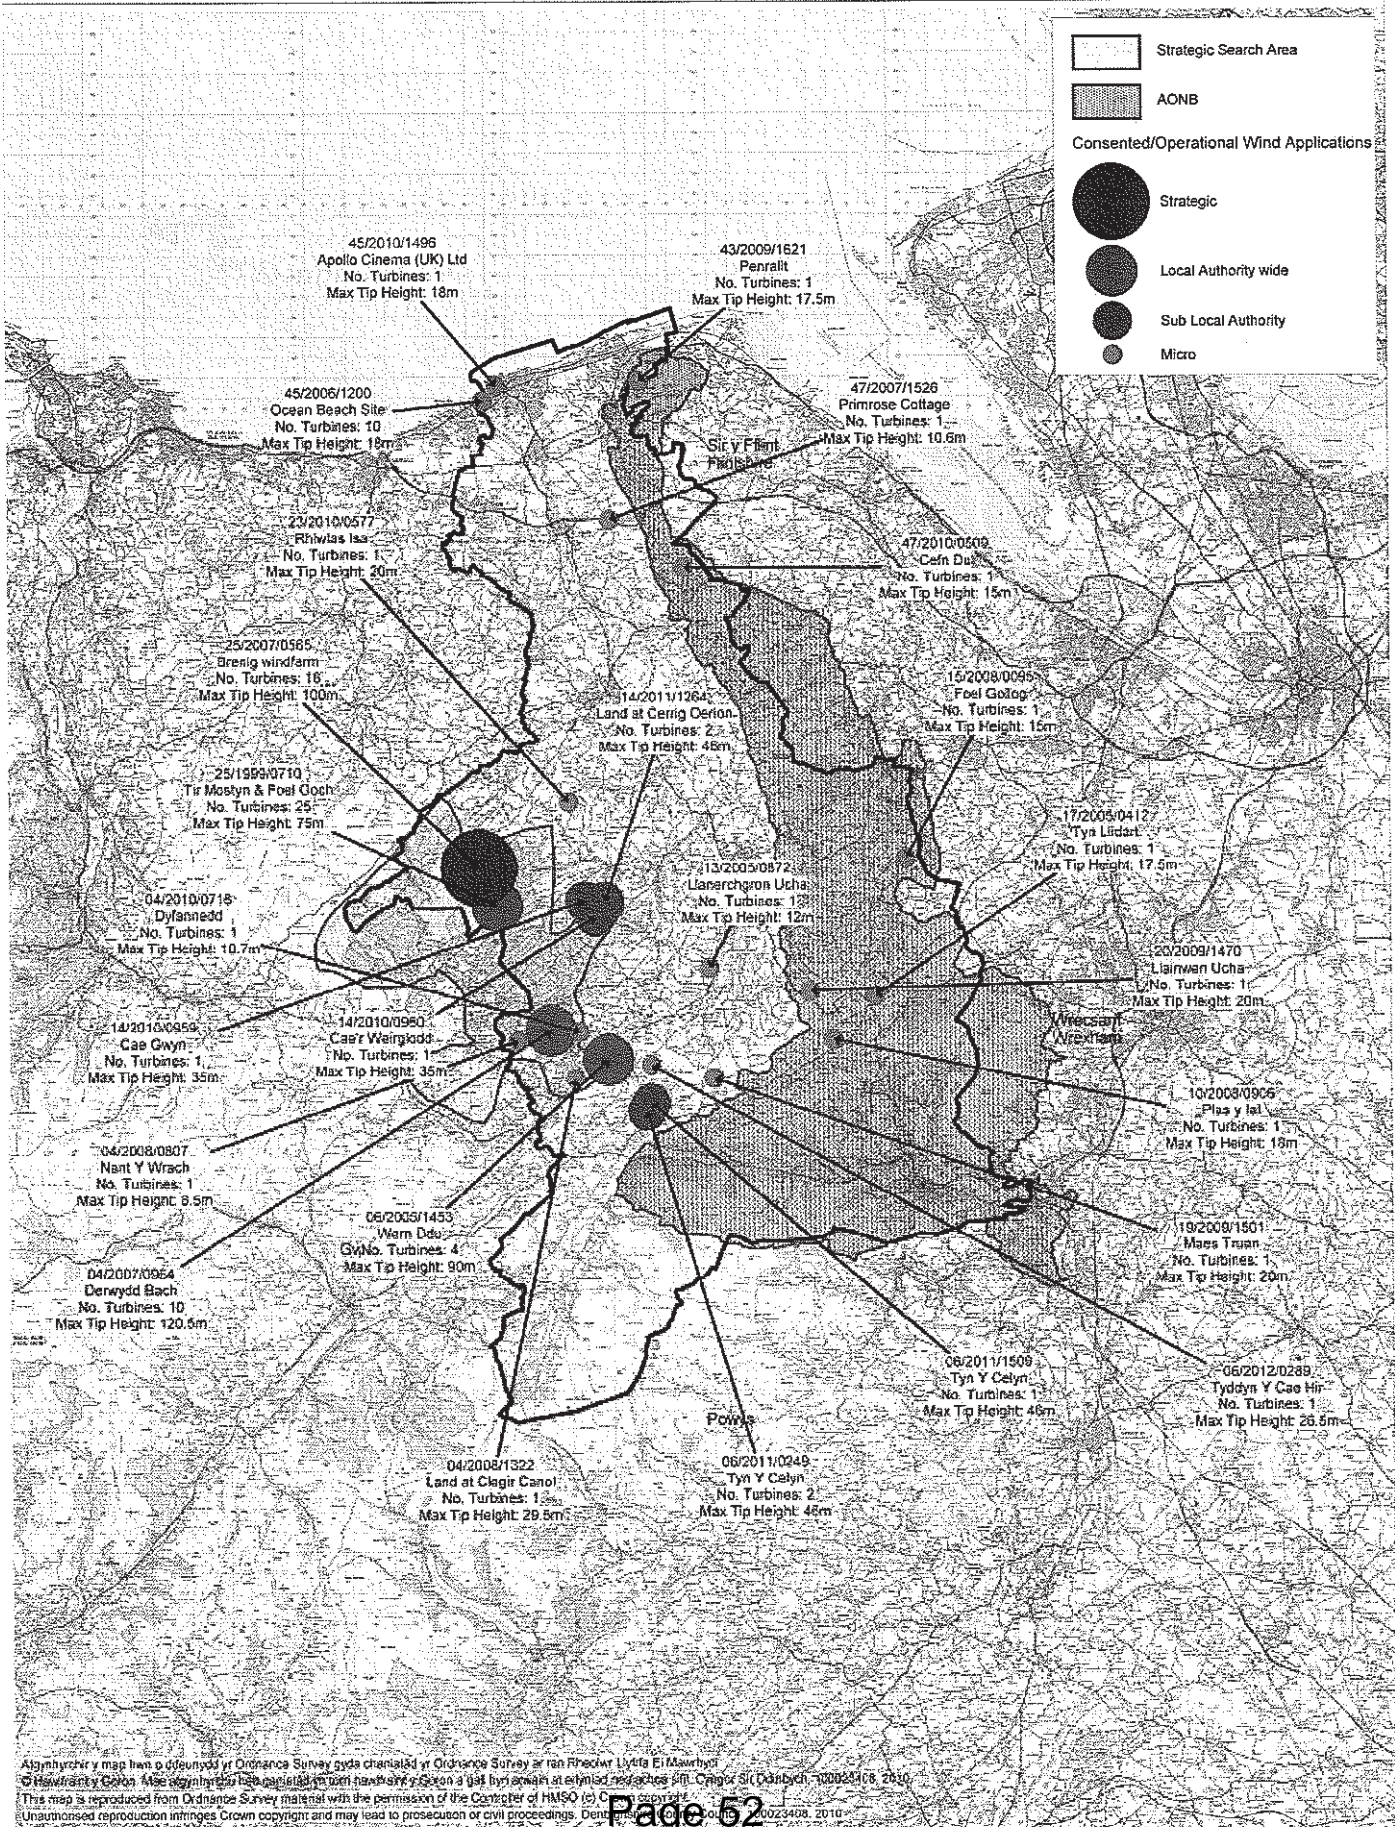 Strategic Search Area
AONB
Consented/Operational Wind Applications
Strategic
Local Authority wide
Sub Local Authority
Micro
45/2010/1496
Apollo Cinema (UK) Ltd
No. Turbines: 1
Max Tip Height: 18m
43/2009/1621
Penrallt
No. Turbines: 1
Max Tip Height: 17.5m
45/2006/1200
Ocean Beach Site
No. Turbines: 10
Max Tip Height: 18m
47/2007/1526
Primrose Cottage
No. Turbines: 1
Max Tip Height: 10.6m
Sir y Fflint
Flintshire
23/2010/0577
Rhiwlas Isa
No. Turbines: 1
Max Tip Height: 20m
47/2010/0509
Cefn Du
No. Turbines: 1
Max Tip Height: 15m
25/2007/0565
Brenig windfarm
No. Turbines: 16
Max Tip Height: 100m
14/2011/1264
Land at Cerrig Oerion
No. Turbines: 2
Max Tip Height: 46m
15/2008/0095
Foel Goitog
No. Turbines: 1
Max Tip Height: 15m
25/1999/0710
Tir Mostyn & Foel Goch
No. Turbines: 25
Max Tip Height: 75m
17/2005/0412
Tyn Llidart
No. Turbines: 1
Max Tip Height: 17.5m
13/2005/0872
Llanerchgron Ucha
No. Turbines: 1
Max Tip Height: 12m
04/2010/0718
Dyfannedd
No. Turbines: 1
Max Tip Height: 10.7m
20/2009/1470
Llainwen Ucha
No. Turbines: 1
Max Tip Height: 20m
14/2010/0959
Cae Gwyn
No. Turbines: 1
Max Tip Height: 35m
14/2010/0960
Cae'r Weirglodd
No. Turbines: 1
Max Tip Height: 35m
Wrecsam
Wrexham
10/2008/0906
Plas y Ial
No. Turbines: 1
Max Tip Height: 18m
04/2008/0807
Nant Y Wrach
No. Turbines: 1
Max Tip Height: 8.5m
06/2005/1453
Wern Ddu
No. Turbines: 4
Max Tip Height: 90m
19/2009/1501
Maes Truan
No. Turbines: 1
Max Tip Height: 20m
04/2007/0964
Derwydd Bach
No. Turbines: 10
Max Tip Height: 120.5m
06/2011/1509
Tyn Y Celyn
No. Turbines: 1
Max Tip Height: 46m
06/2012/0289
Tyddyn Y Cae Hir
No. Turbines: 1
Max Tip Height: 26.5m
Powys
04/2008/1322
Land at Clegir Canol
No. Turbines: 1
Max Tip Height: 29.5m
06/2011/0249
Tyn Y Celyn
No. Turbines: 2
Max Tip Height: 46m
This map is reproduced from Ordnance Survey material with the permission of the Controller of HMSO (c) Crown copyright
Unauthorised reproduction infringes Crown copyright and may lead to prosecution or civil proceedings. Denbighshire County Council 100023408. 2010
Page 52